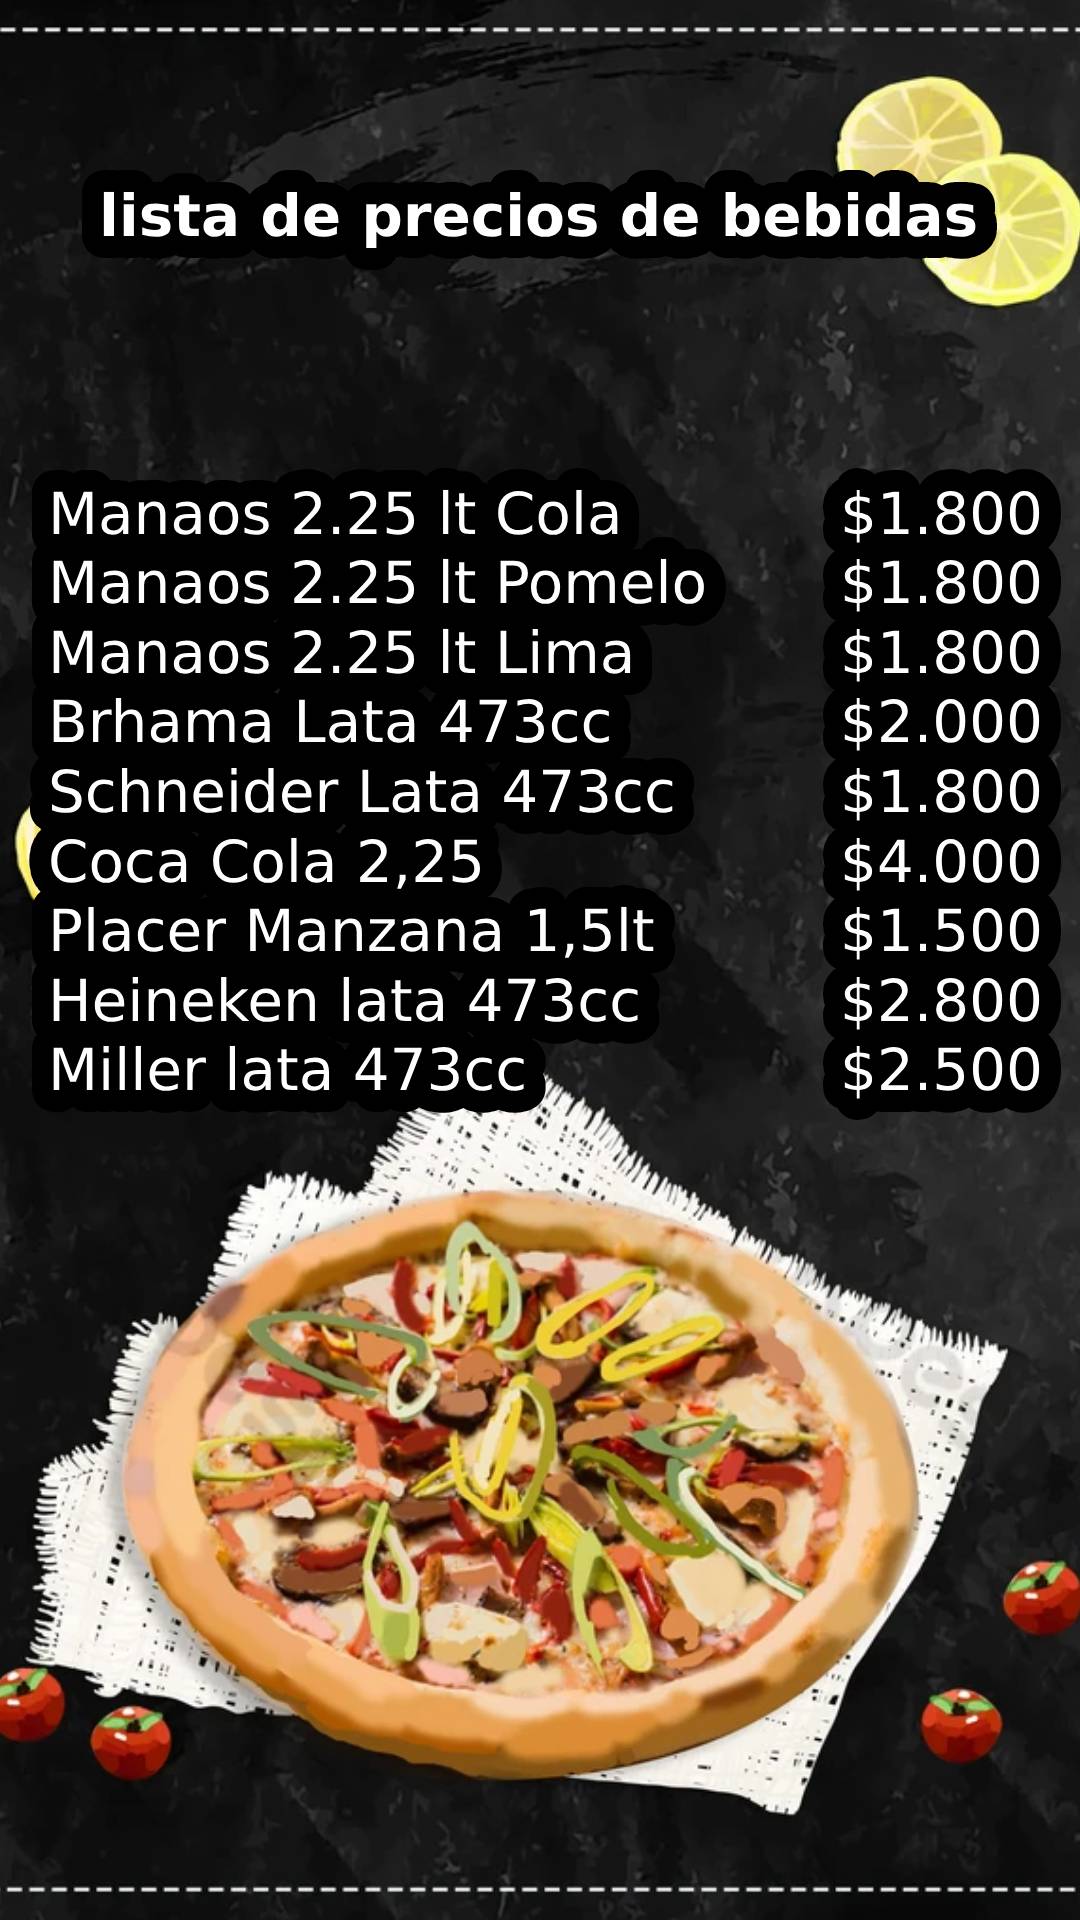 lista de precios de bebidas
Manaos 2.25 lt Cola $1.800
Manaos 2.25 lt Pomelo $1.800
Manaos 2.25 lt Lima $1.800
Brhama Lata 473cc $2.000
Schneider Lata 473cc $1.800
Coca Cola 2,25 $4.000
Placer Manzana 1,5lt $1.500
Heineken lata 473cc $2.800
Miller lata 473cc $2.500